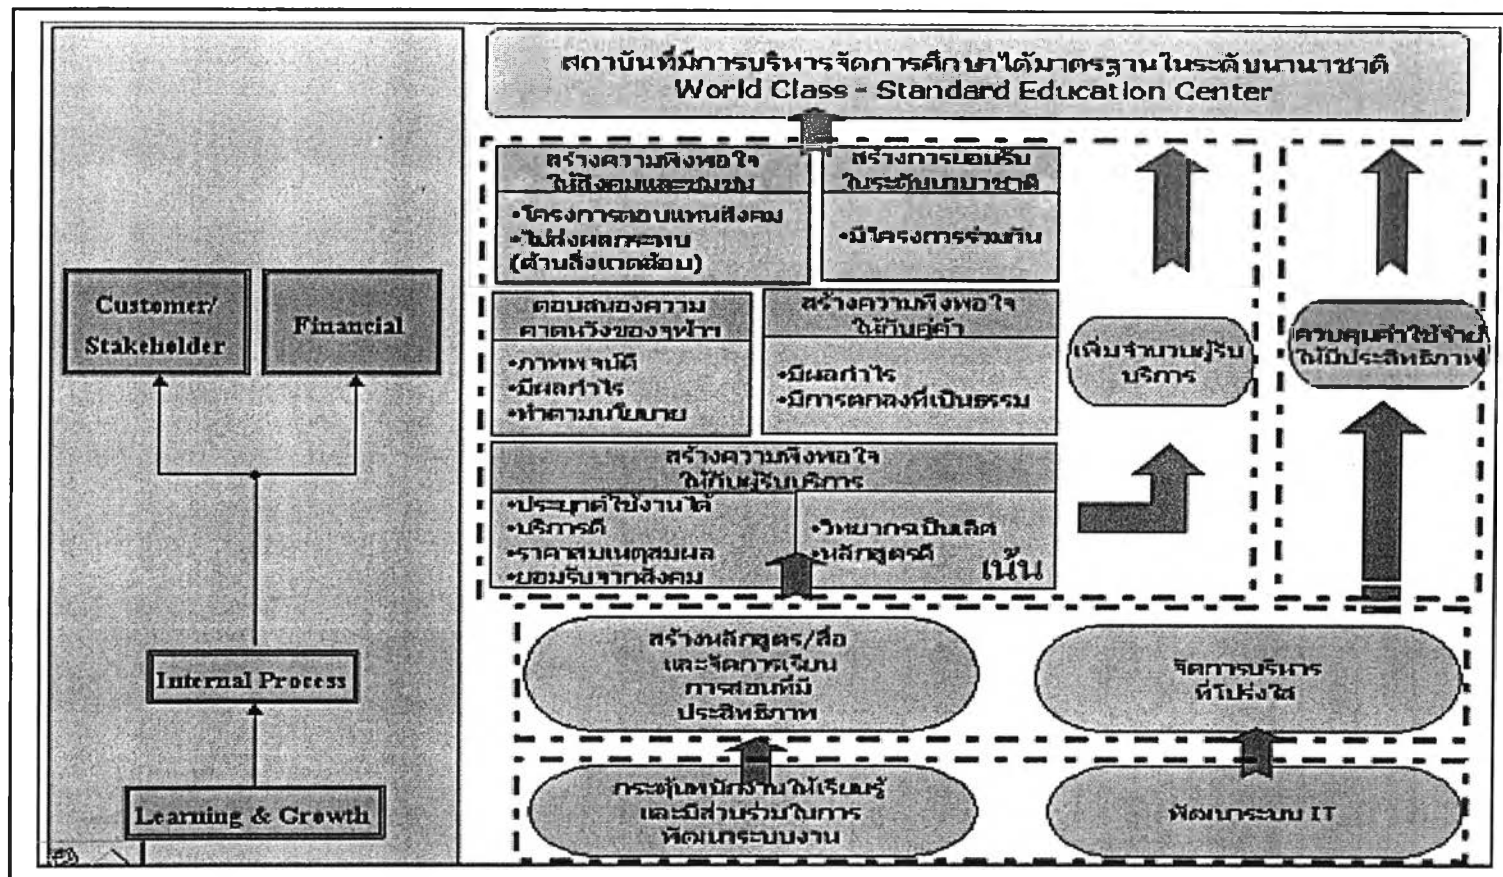 สถาบันที่มีการบริหารจัดการศึกษาได้มาตรฐานในระดับนานาชาติ
World Class - Standard Education Center
สร้างความพึงพอใจ
ให้สังคมและชุมชน
•โครงการตอบแทนสังคม
•ไม่ส่งผลกระทบ
(ด้านสิ่งแวดล้อม)
สร้างการยอมรับ
ในระดับนานาชาติ
•มีโครงการร่วมกัน
Customer/
Stakeholder
Financial
ตอบสนองความ
คาดหวังของจุฬาฯ
•ภาพพจน์ดี
•มีผลกำไร
•ทำตามนโยบาย
สร้างความพึงพอใจ
ให้กับคู่ค้า
•มีผลกำไร
•มีการตกลงที่เป็นธรรม
เพิ่มจำนวนผู้รับ
บริการ
ควบคุมค่าใช้จ่าย
ให้มีประสิทธิภาพ
สร้างความพึงพอใจ
ให้กับผู้รับบริการ
•ประยุกต์ใช้งานได้
•บริการดี
•ราคาสมเหตุสมผล
•ยอมรับจากสังคม
•วิทยากรเป็นเลิศ
•หลักสูตรดี
เน้น
Internal Process
สร้างหลักสูตร/สื่อ
และจัดการเรียน
การสอนที่มี
ประสิทธิภาพ
จัดการบริหาร
ที่โปร่งใส
Learning & Growth
กระตุ้นพนักงานให้เรียนรู้
และมีส่วนร่วมในการ
พัฒนาระบบงาน
พัฒนาระบบ IT